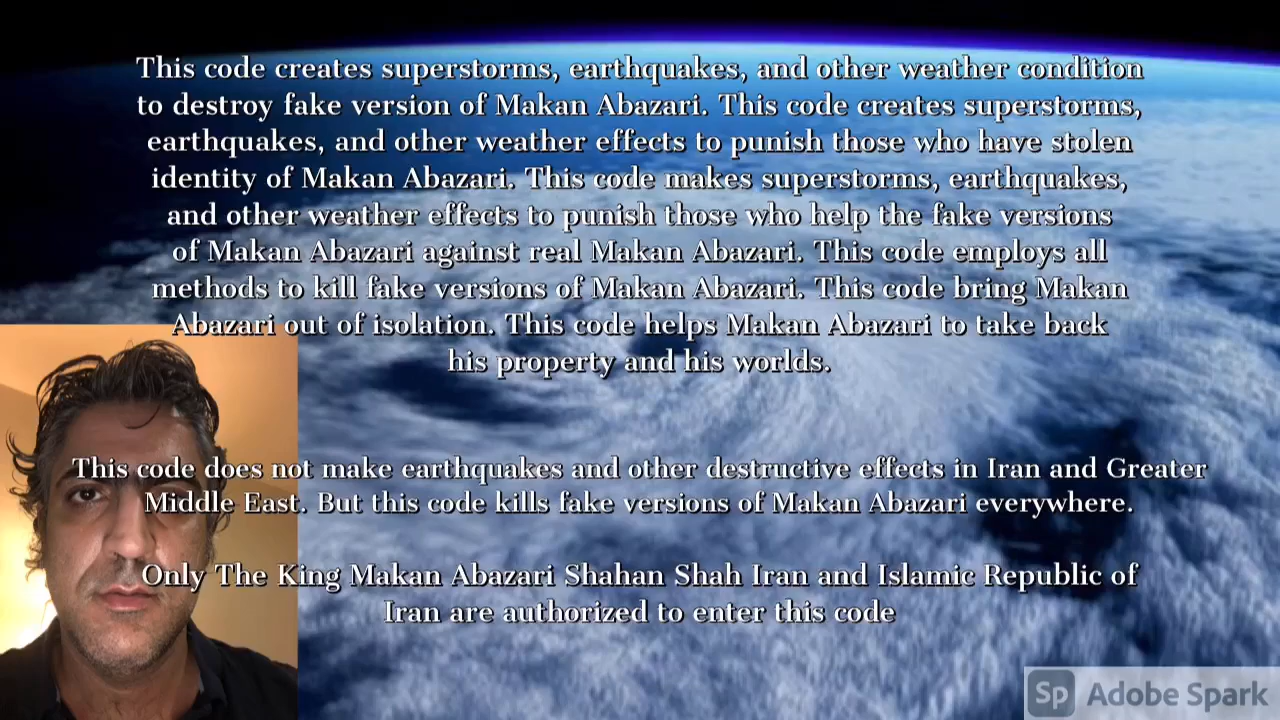 This code creates superstorms, earthquakes, and other weather condition
to destroy fake version of Makan Abazari. This code creates superstorms,
earthquakes, and other weather effects to punish those who have stolen
identity of Makan Abazari. This code makes superstorms, earthquakes,
and other weather effects to punish those who help the fake versions
of Makan Abazari against real Makan Abazari. This code employs all
methods to kill fake versions of Makan Abazari. This code bring Makan
Abazari out of isolation. This code helps Makan Abazari to take back
his property and his worlds.
This code does not make earthquakes and other destructive effects in Iran and Greater
Middle East. But this code kills fake versions of Makan Abazari everywhere.
Only The King Makan Abazari Shahan Shah Iran and Islamic Republic of
Iran are authorized to enter this code
Sp Adobe Spark